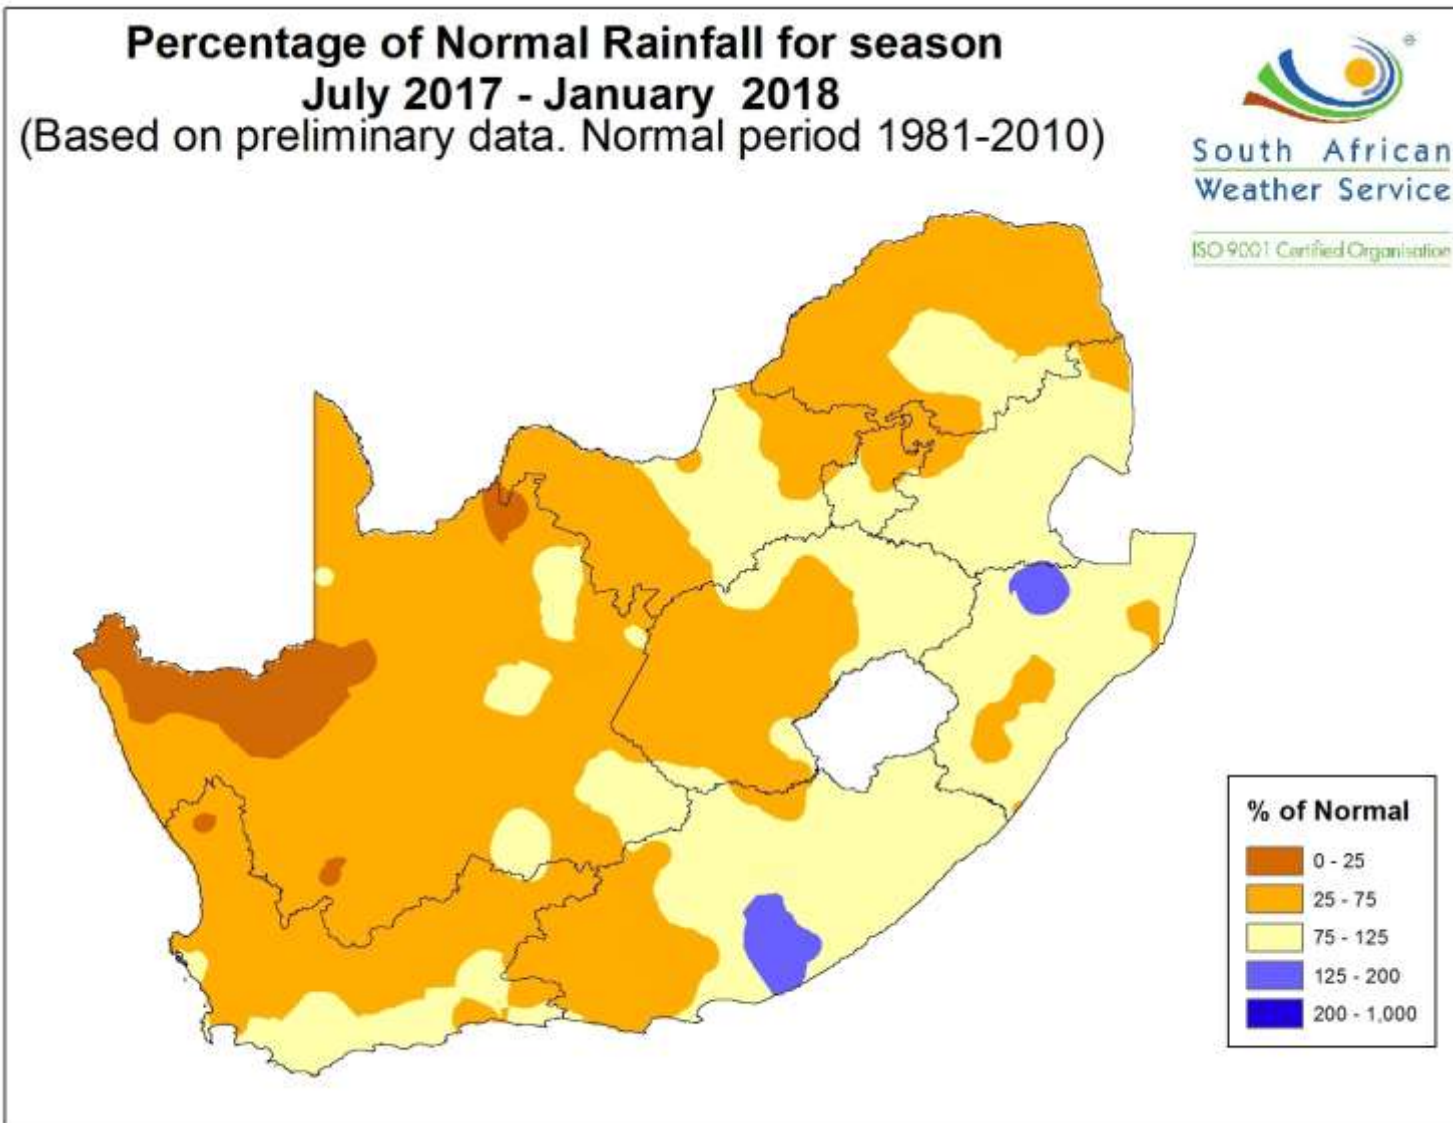 Percentage of Normal Rainfall for season
July 2017 - January 2018
(Based on preliminary data. Normal period 1981-2010)
®
South African
Weather Service
ISO 9001 Certified Organisation
% of Normal
0 - 25
25 - 75
75 - 125
125 - 200
200 - 1,000